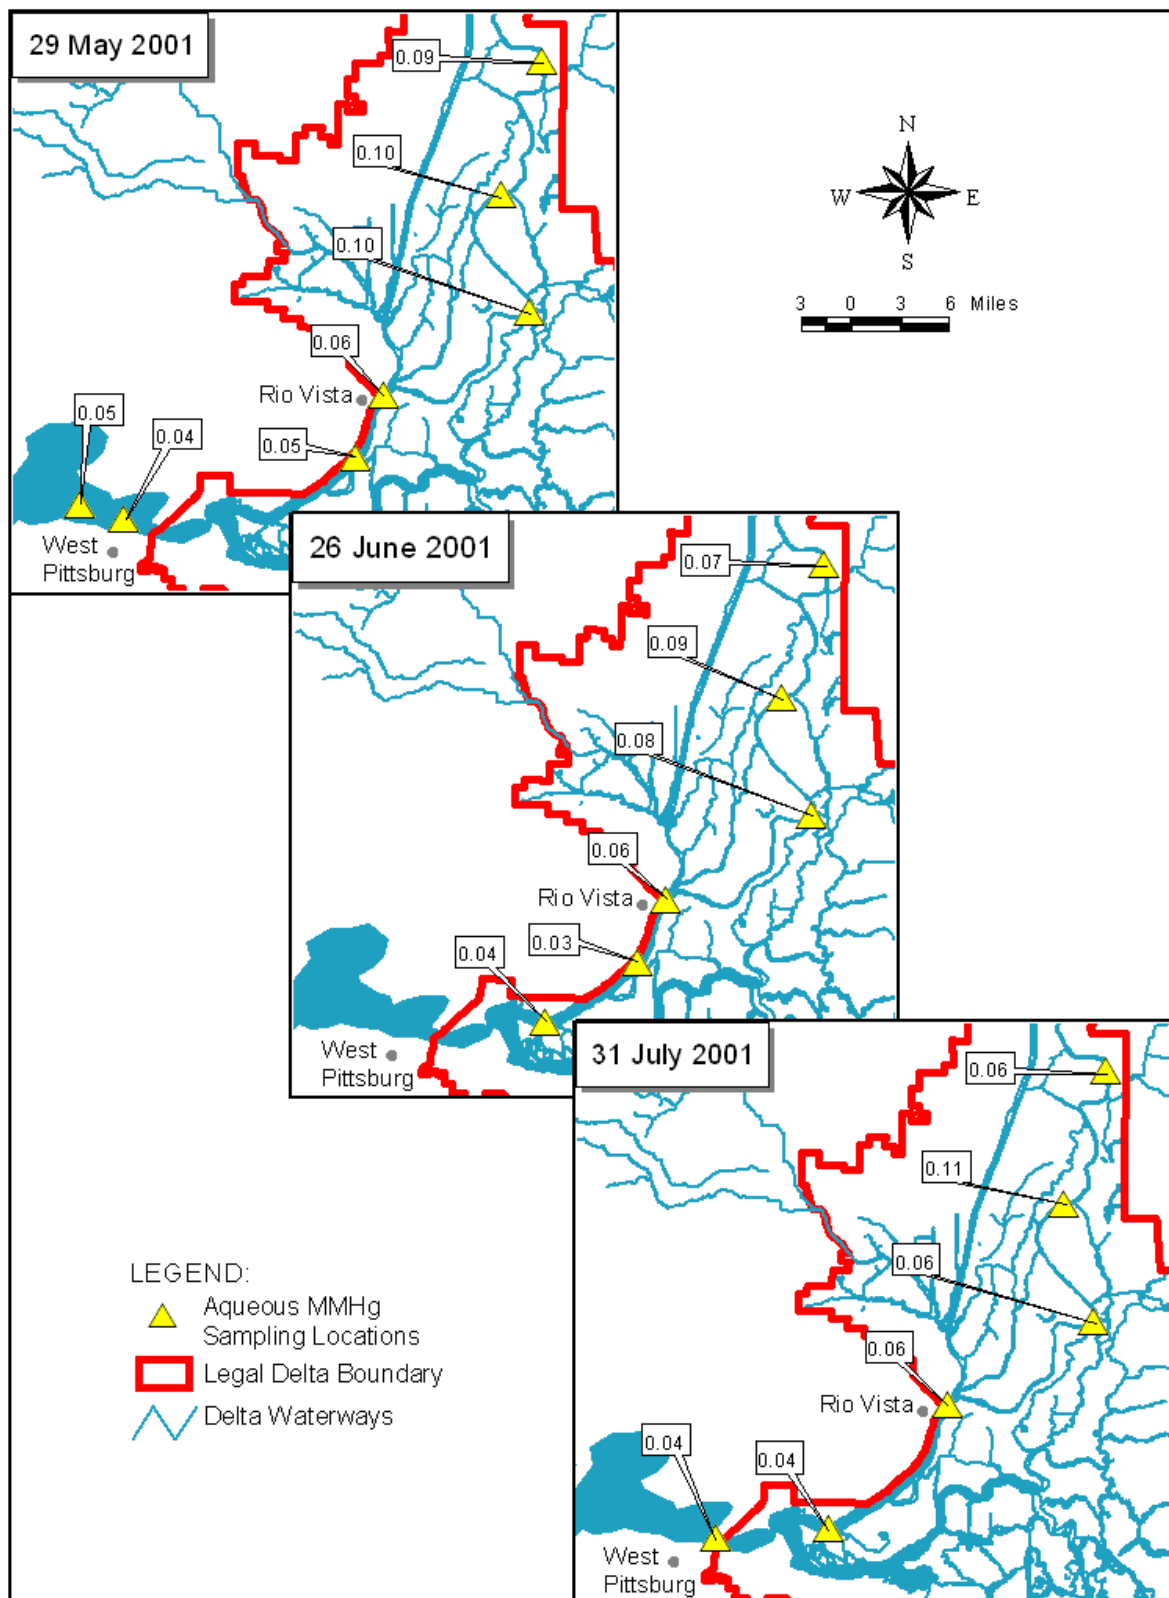 29 May 2001
0.09
0.10
0.10
0.06
Rio Vista
0.05
0.05
0.04
West
Pittsburg
N
W
E
S
3 0 3 6 Miles
26 June 2001
0.07
0.09
0.08
0.06
Rio Vista
0.03
0.04
West
Pittsburg
31 July 2001
0.06
0.11
0.06
0.06
Rio Vista
0.04
0.04
West
Pittsburg
LEGEND:
Aqueous MMHg
Sampling Locations
Legal Delta Boundary
Delta Waterways